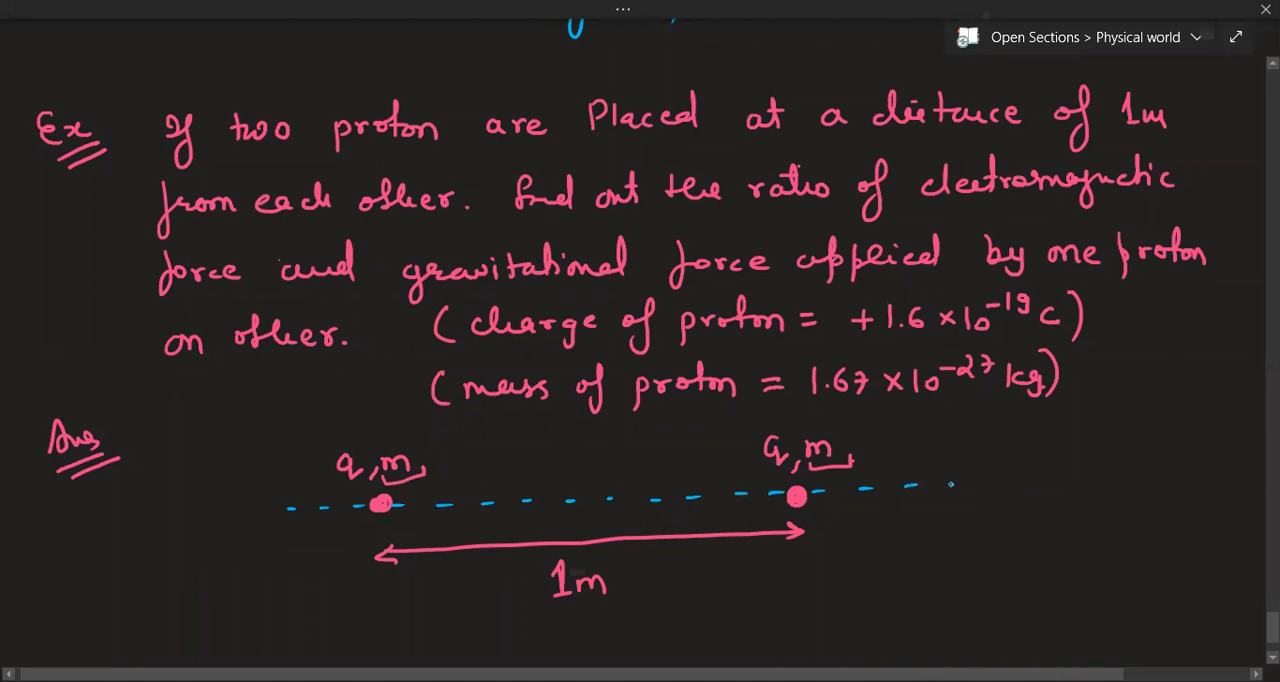 ...
Open Sections > Physical world
Ex If two proton are Placed at a distance of 1m
from each other. find out the ratio of electromagnetic
force and gravitational force applied by one proton
on other. (charge of proton = +1.6 × 10⁻¹⁹ C)
(mass of proton = 1.67 × 10⁻²⁷ kg)
Ans
q, m q, m
1m